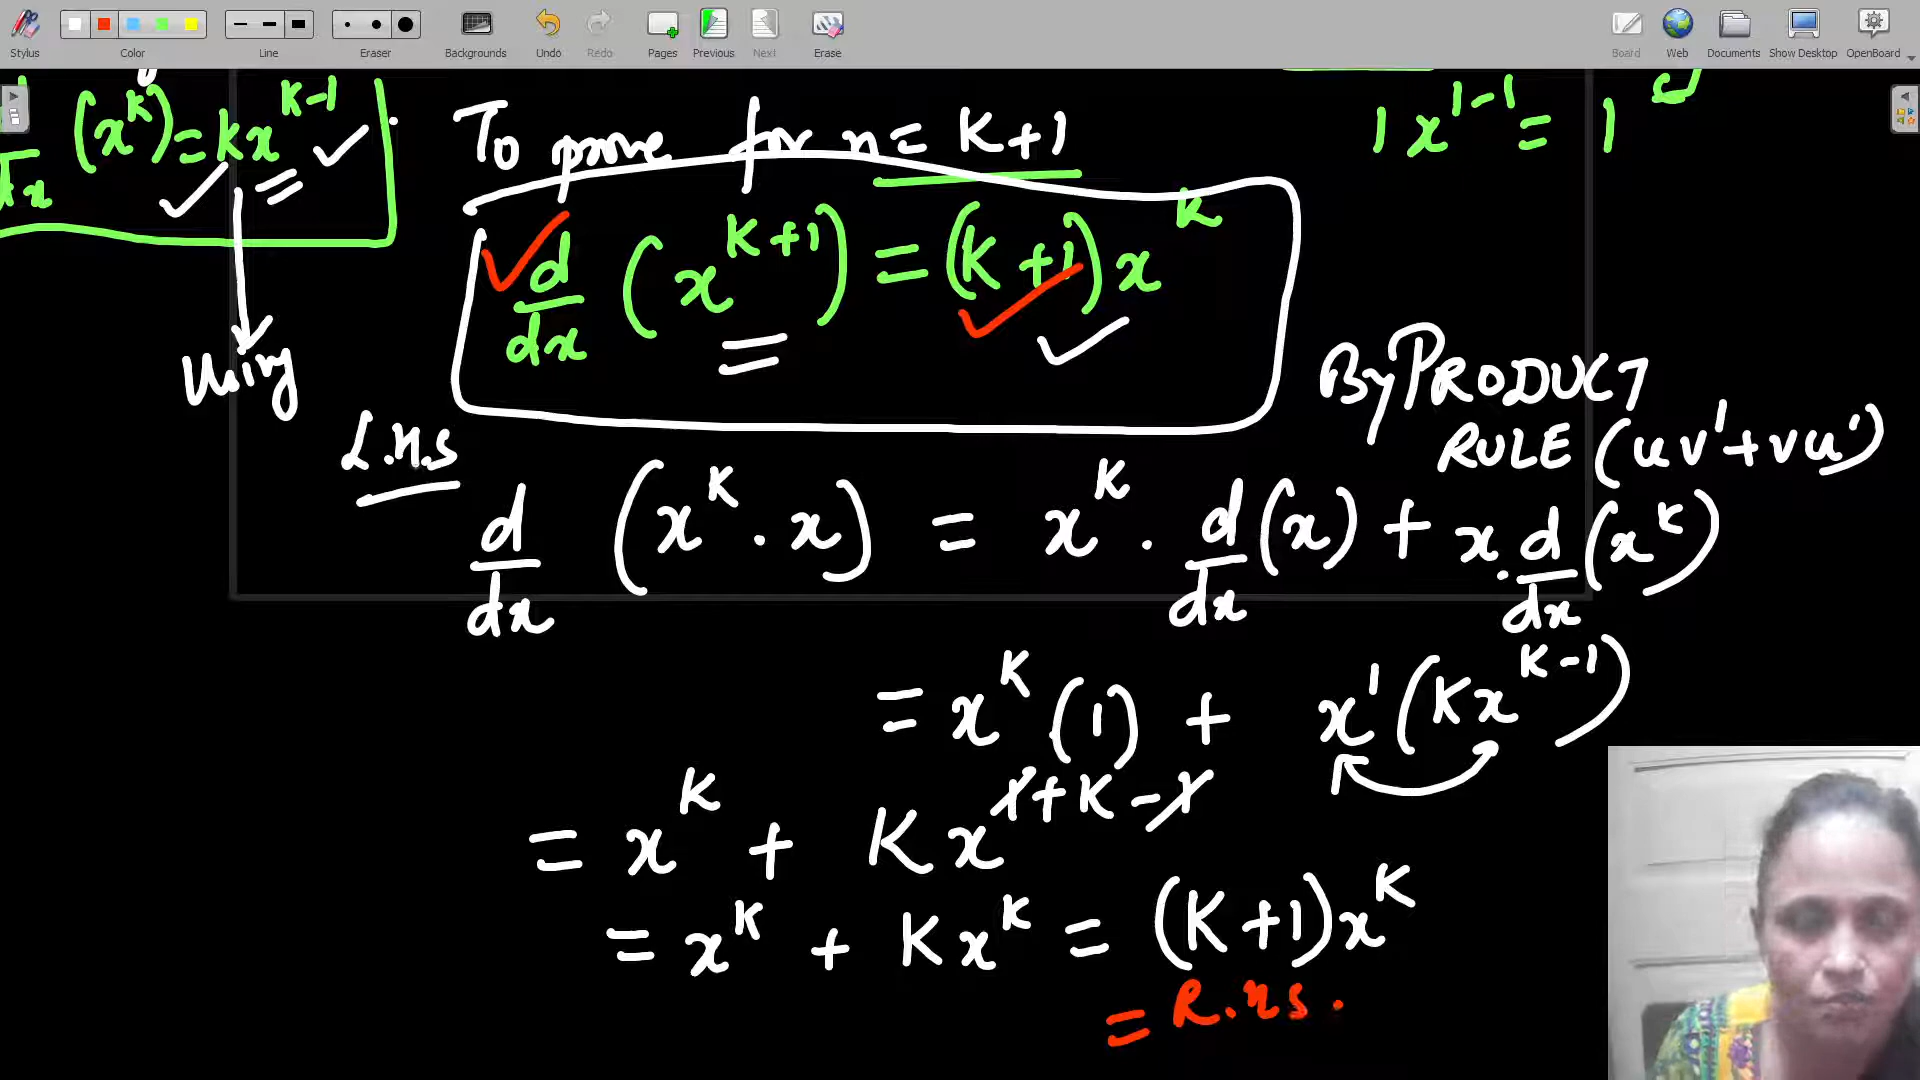 Stylus Color Line Eraser Backgrounds Undo Redo Pages Previous Next Erase Board Web Documents Show Desktop OpenBoard
d/dx (x^k) = kx^(k-1)
To prove for n = K+1
1x^(1-1) = 1
d/dx (x^(K+1)) = (K+1)x^k
Using
By PRODUCT
RULE (uv' + vu')
L.H.S
d/dx (x^K . x) = x^K . d/dx (x) + x . d/dx (x^K)
= x^K (1) + x^1 (Kx^(K-1))
= x^K + Kx^(1+K-1)
= x^K + Kx^K = (K+1)x^K
= R.H.S.